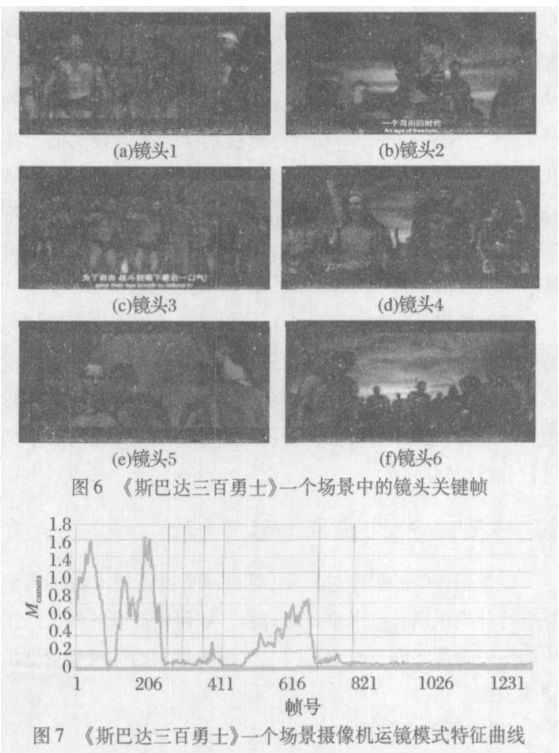 一个自由的时代
An age of freedom.
(a)镜头1
(b)镜头2
为了自由 战斗到咽下最后一口气!
(c)镜头3
(d)镜头4
(e)镜头5
(f)镜头6
图6 《斯巴达三百勇士》一个场景中的镜头关键帧
1.8
1.6
1.4
1.0
0.8
0.6
0.4
0.2
0
M camera
1 206 411 616 821 1026 1231
帧号
图7 《斯巴达三百勇士》一个场景摄像机运镜模式特征曲线